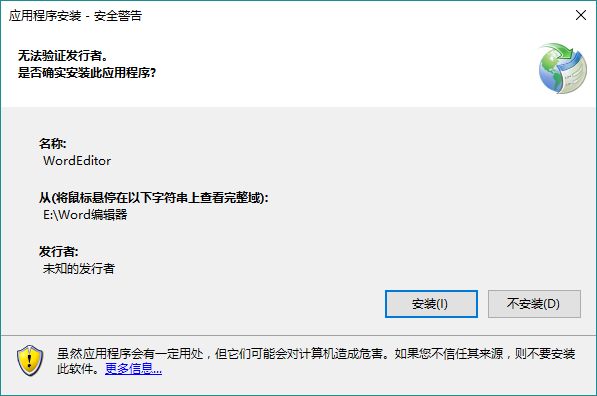 应用程序安装 - 安全警告
无法验证发行者。
是否确实安装此应用程序?
名称:
WordEditor
从(将鼠标悬停在以下字符串上查看完整域):
E:\Word编辑器
发行者:
未知的发行者
安装(I) 不安装(D)
虽然应用程序会有一定用处，但它们可能会对计算机造成危害。如果您不信任其来源，则不要安装
此软件。更多信息...